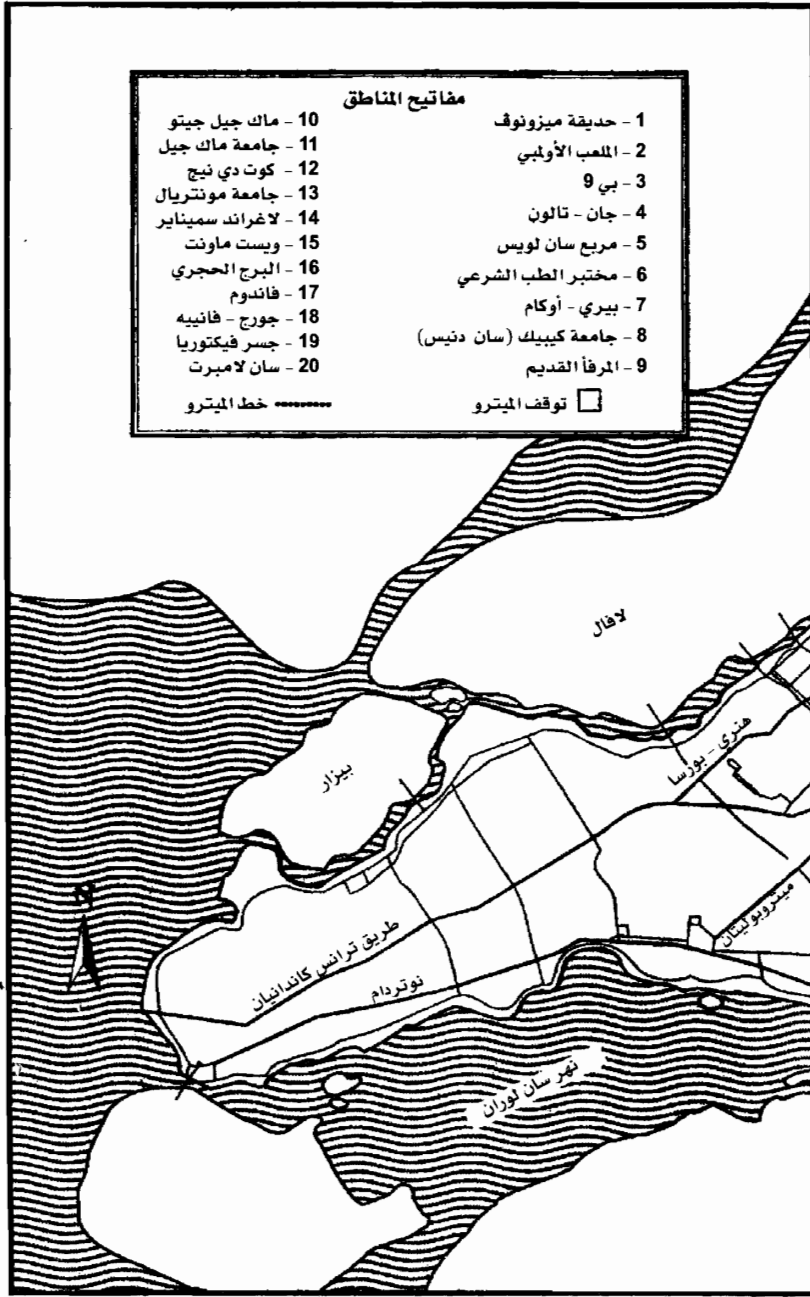 مفاتيح المناطق
1 - حديقة ميزونوڤ
2 - الملعب الأولمبي
3 - بي 9
4 - جان - تالون
5 - مربع سان لويس
6 - مختبر الطب الشرعي
7 - بيري - أوكام
8 - جامعة كيبيك (سان دنيس)
9 - المرفأ القديم
توقف الميترو
10 - ماك جيل جيتو
11 - جامعة ماك جيل
12 - كوت دي نيج
13 - جامعة مونتريال
14 - لاغراند سميناير
15 - ويست ماونت
16 - البرج الحجري
17 - فاندوم
18 - جورج - فانييه
19 - جسر فيكتوريا
20 - سان لامبرت
خط الميترو
لافال
هنري - بورسا
بيزار
ميتروبوليتان
طريق ترانس كاندانيان
نوتردام
نهر سان لوران
N